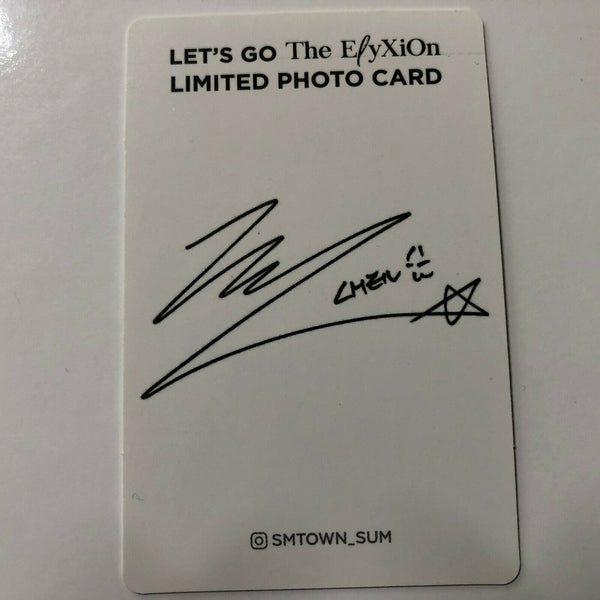 LET'S GO The ElyXiOn
LIMITED PHOTO CARD
CHEN
SMTOWN_SUM